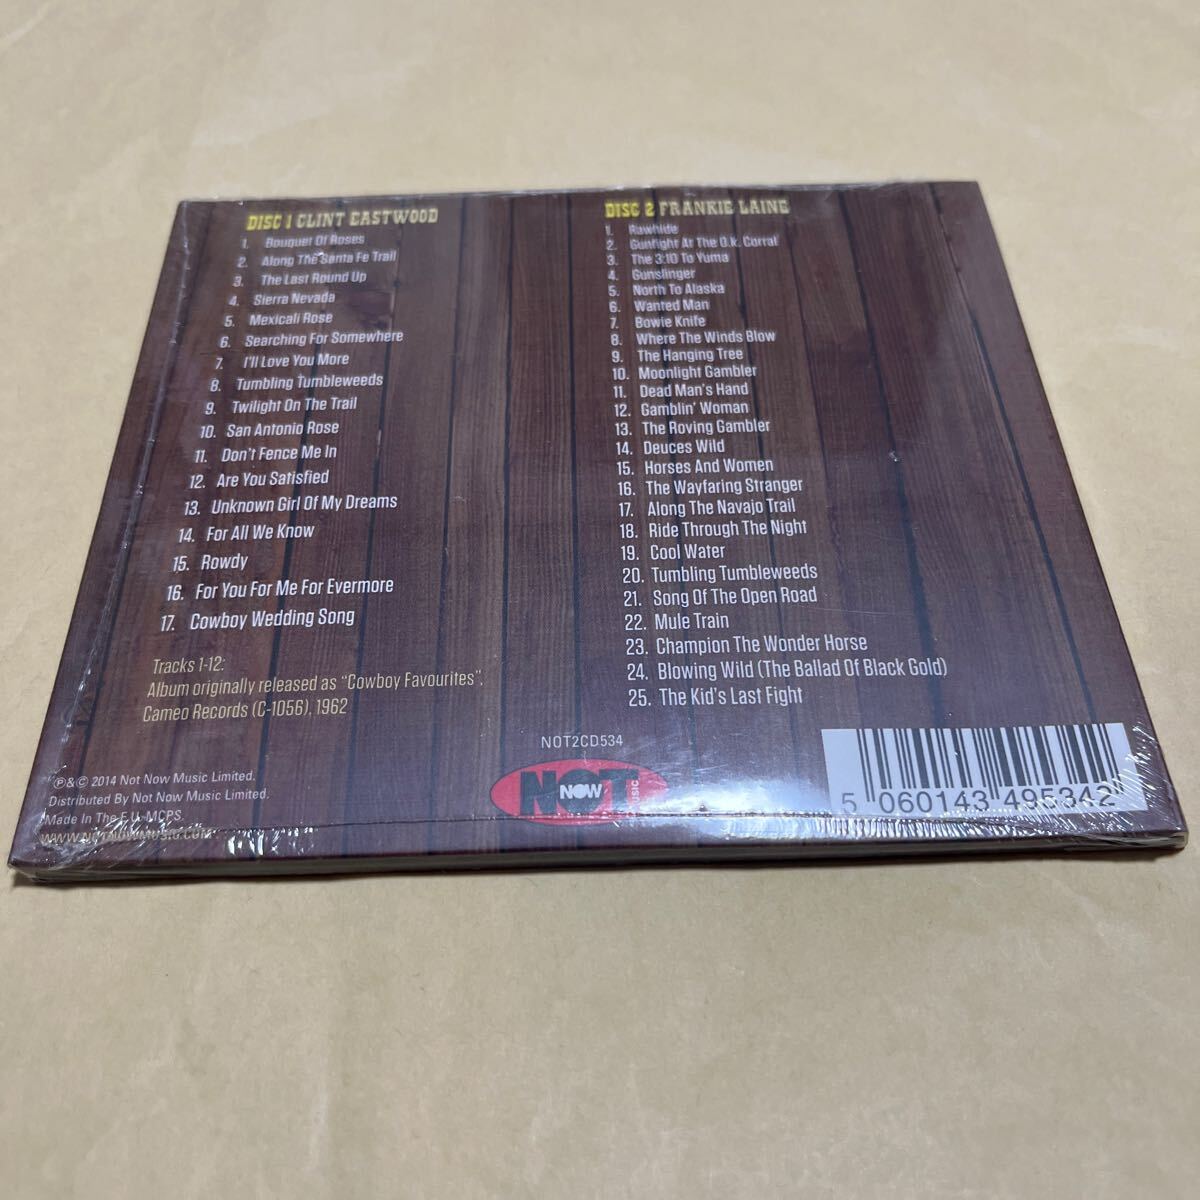 DISC 1 CLINT EASTWOOD
1. Bouquet Of Roses
2. Along The Santa Fe Trail
3. The Last Round Up
4. Sierra Nevada
5. Mexicali Rose
6. Searching For Somewhere
7. I'll Love You More
8. Tumbling Tumbleweeds
9. Twilight On The Trail
10. San Antonio Rose
11. Don't Fence Me In
12. Are You Satisfied
13. Unknown Girl Of My Dreams
14. For All We Know
15. Rowdy
16. For You For Me For Evermore
17. Cowboy Wedding Song
Tracks 1-12:
Album originally released as "Cowboy Favourites",
Cameo Records (C-1056), 1962
DISC 2 FRANKIE LAINE
1. Rawhide
2. Gunfight At The O.k. Corral
3. The 3:10 To Yuma
4. Gunslinger
5. North To Alaska
6. Wanted Man
7. Bowie Knife
8. Where The Winds Blow
9. The Hanging Tree
10. Moonlight Gambler
11. Dead Man's Hand
12. Gamblin' Woman
13. The Roving Gambler
14. Deuces Wild
15. Horses And Women
16. The Wayfaring Stranger
17. Along The Navajo Trail
18. Ride Through The Night
19. Cool Water
20. Tumbling Tumbleweeds
21. Song Of The Open Road
22. Mule Train
23. Champion The Wonder Horse
24. Blowing Wild (The Ballad Of Black Gold)
25. The Kid's Last Fight
℗&© 2014 Not Now Music Limited.
Distributed By Not Now Music Limited.
Made In The E.U. MCPS.
WWW.NOTNOWMUSIC.COM
NOT2CD534
NOT NOW MUSIC
5 060143 495342